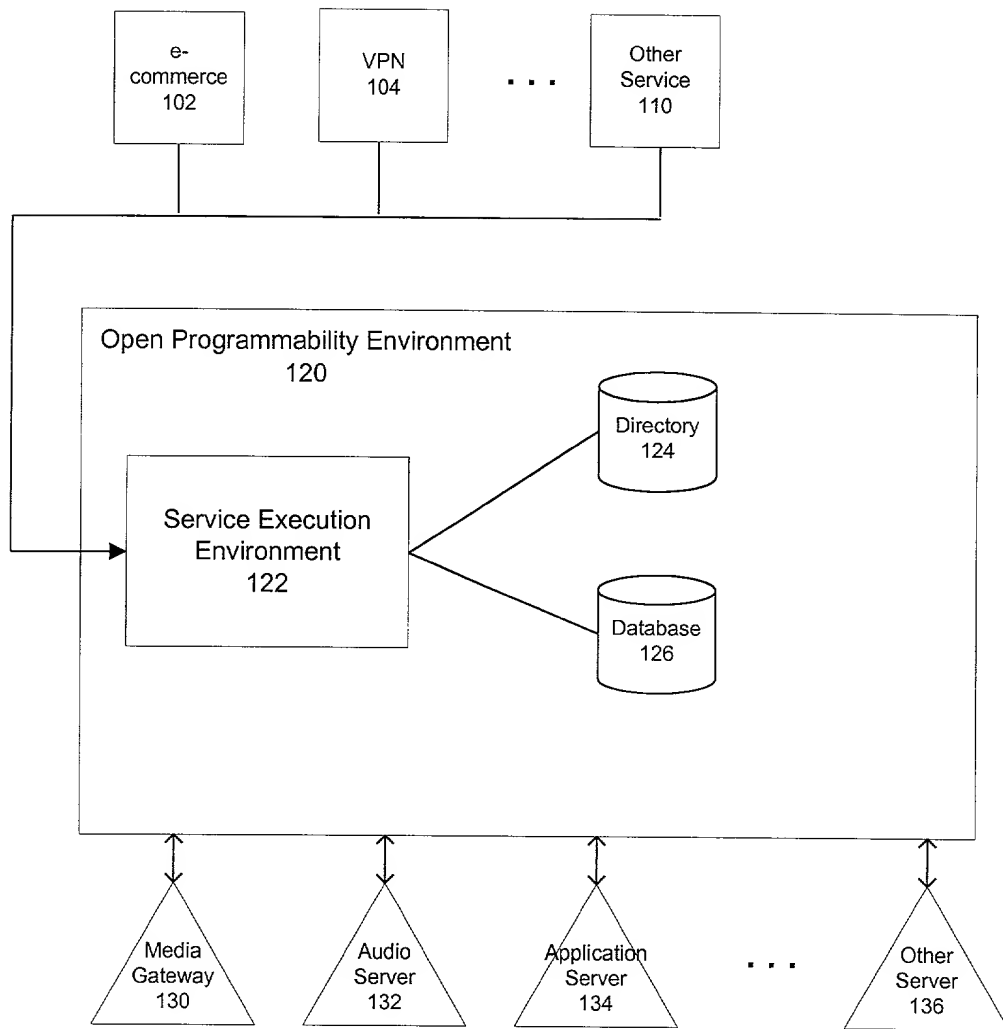 e-
commerce
102
VPN
104
. . .
Other
Service
110
Open Programmability Environment
120
Directory
124
Service Execution
Environment
122
Database
126
Media
Gateway
130
Audio
Server
132
Application
Server
134
. . .
Other
Server
136